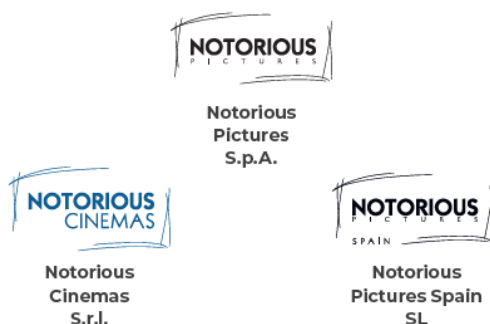 NOTORIOUS
PICTURES
Notorious
Pictures
S.p.A.
NOTORIOUS
CINEMAS
Notorious
Cinemas
S.r.l.
NOTORIOUS
PICTURES
SPAIN
Notorious
Pictures Spain
SL